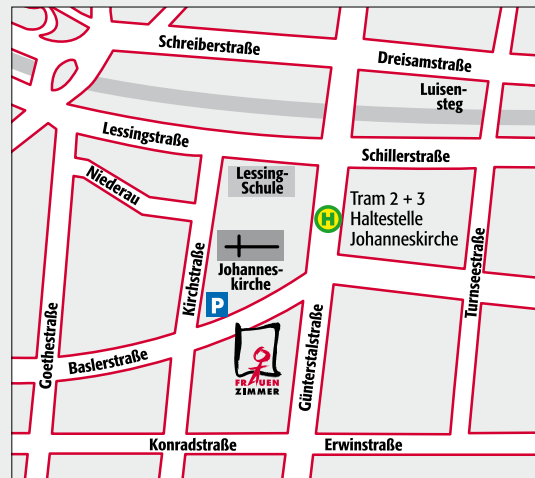 Schreiberstraße
Dreisamstraße
Luisen-
steg
Lessingstraße
Schillerstraße
Niederau
Lessing-
Schule
H
Tram 2 + 3
Haltestelle
Johanneskirche
Johannes-
kirche
P
Kirchstraße
Turnseestraße
Goethestraße
Baslerstraße
Günterstalstraße
FRAUEN
ZIMMER
Konradstraße
Erwinstraße